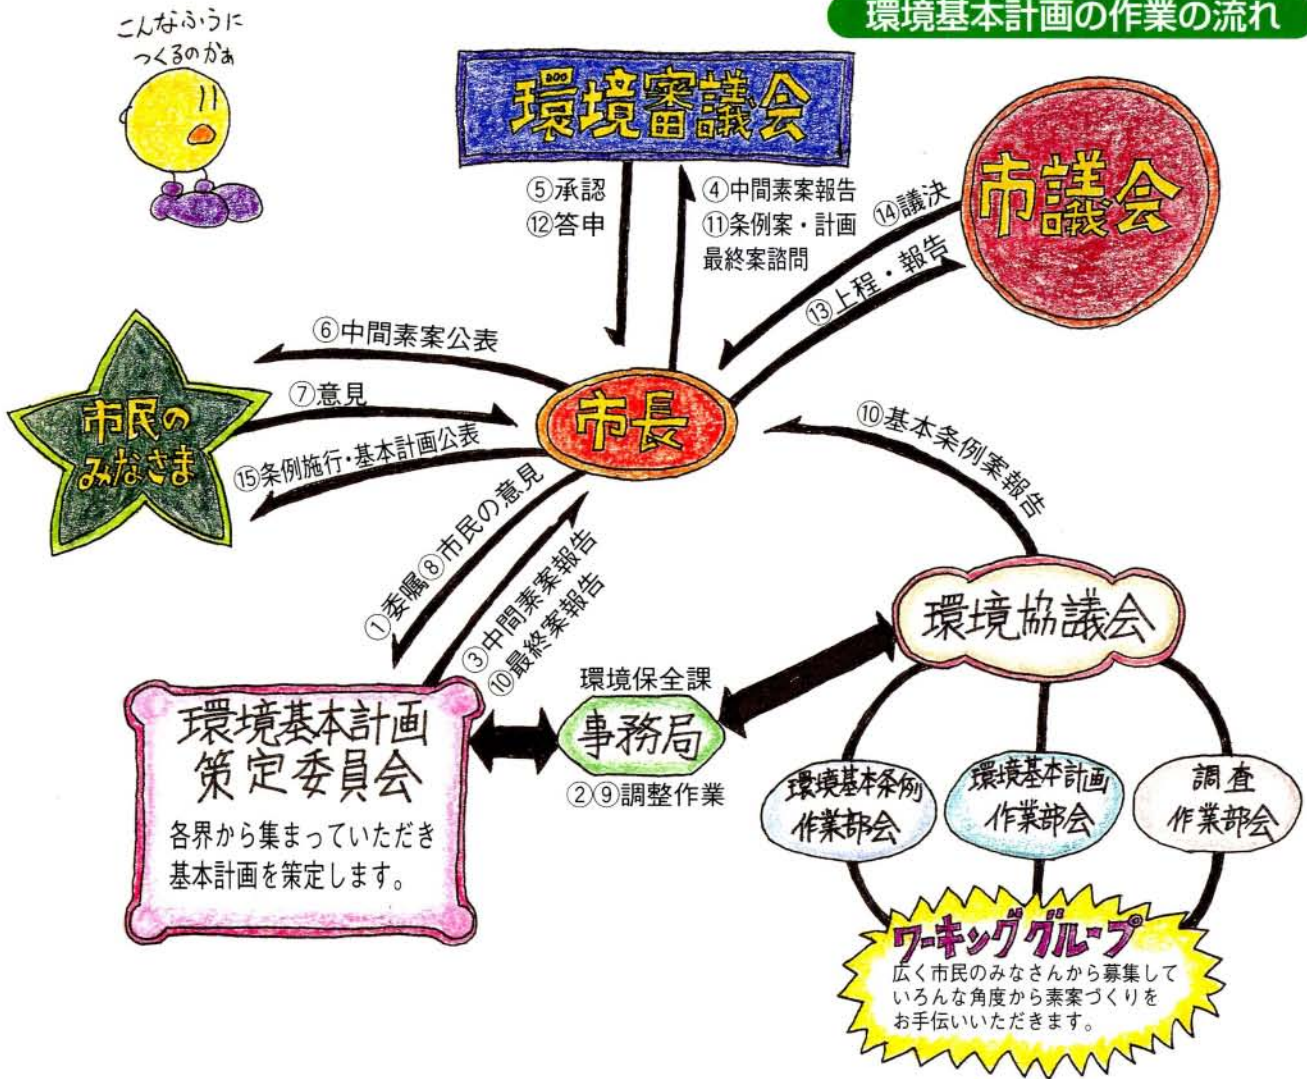 環境基本計画の作業の流れ
こんなふうに
つくるのかぁ
環境審議会
市議会
⑤承認
⑫答申
④中間素案報告
⑪条例案・計画
最終案諮問
⑭議決
⑬上程・報告
⑥中間素案公表
⑦意見
⑮条例施行・基本計画公表
市民の
みなさま
市長
⑩基本条例案報告
①委嘱⑧市民の意見
③中間素案報告
⑩最終案報告
環境協議会
環境基本計画
策定委員会
各界から集まっていただき
基本計画を策定します。
環境保全課
事務局
②⑨調整作業
環境基本条例
作業部会
環境基本計画
作業部会
調査
作業部会
ワーキンググループ
広く市民のみなさんから募集して
いろんな角度から素案づくりを
お手伝いいただきます。